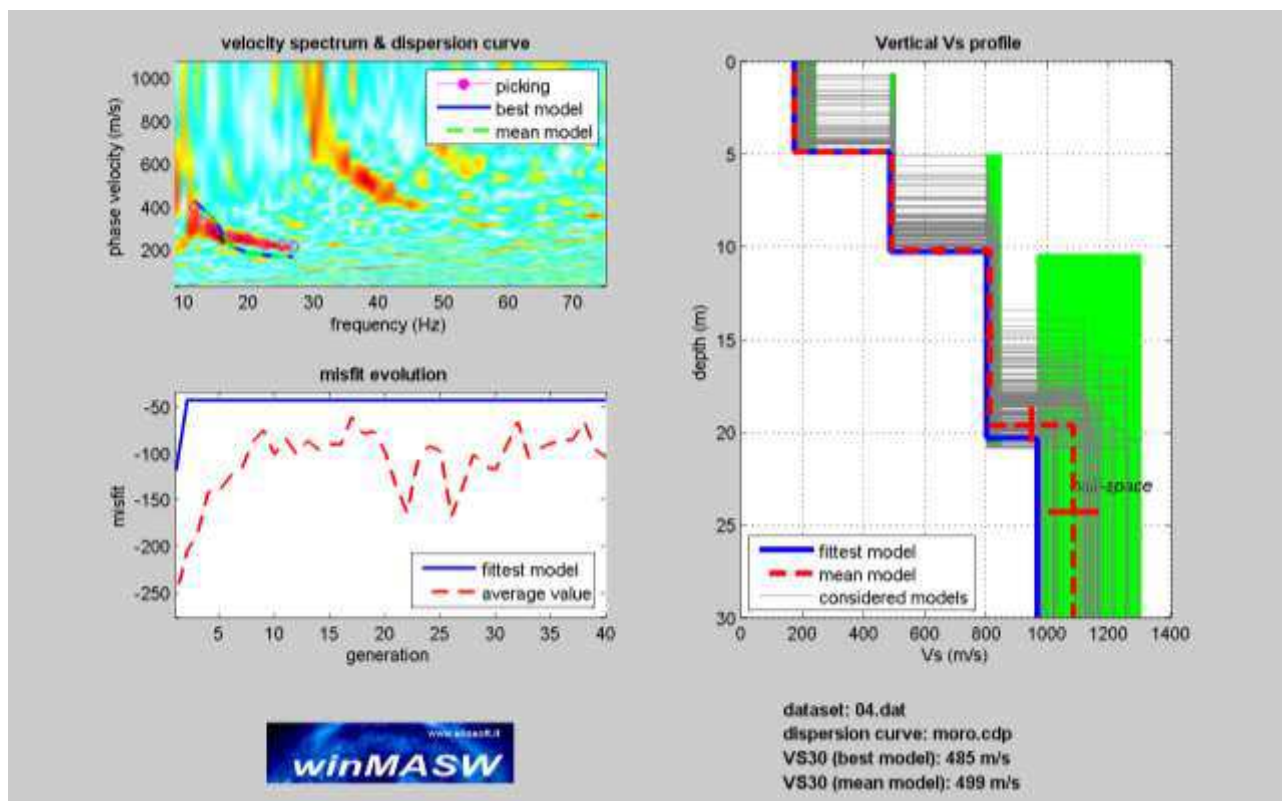 velocity spectrum & dispersion curve
1000
800
600
400
200
phase velocity (m/s)
picking
best model
mean model
10 20 30 40 50 60 70
frequency (Hz)
misfit evolution
-50
-100
-150
-200
-250
misfit
fittest model
average value
5 10 15 20 25 30 35 40
generation
www.eliosoft.it
winMASW
Vertical Vs profile
0
5
10
15
20
25
30
depth (m)
half-space
fittest model
mean model
considered models
0 200 400 600 800 1000 1200 1400
Vs (m/s)
dataset: 04.dat
dispersion curve: moro.cdp
VS30 (best model): 485 m/s
VS30 (mean model): 499 m/s